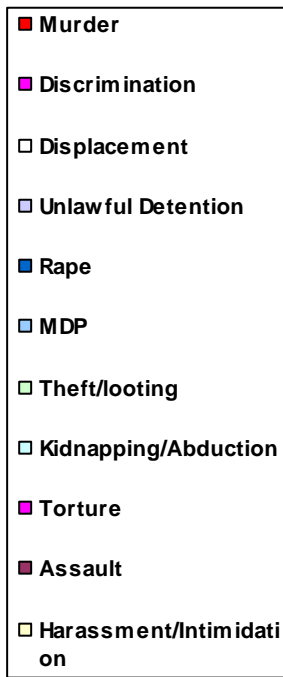 Murder
Discrimination
Displacement
Unlawful Detention
Rape
MDP
Theft/looting
Kidnapping/Abduction
Torture
Assault
Harassment/Intimidati
on